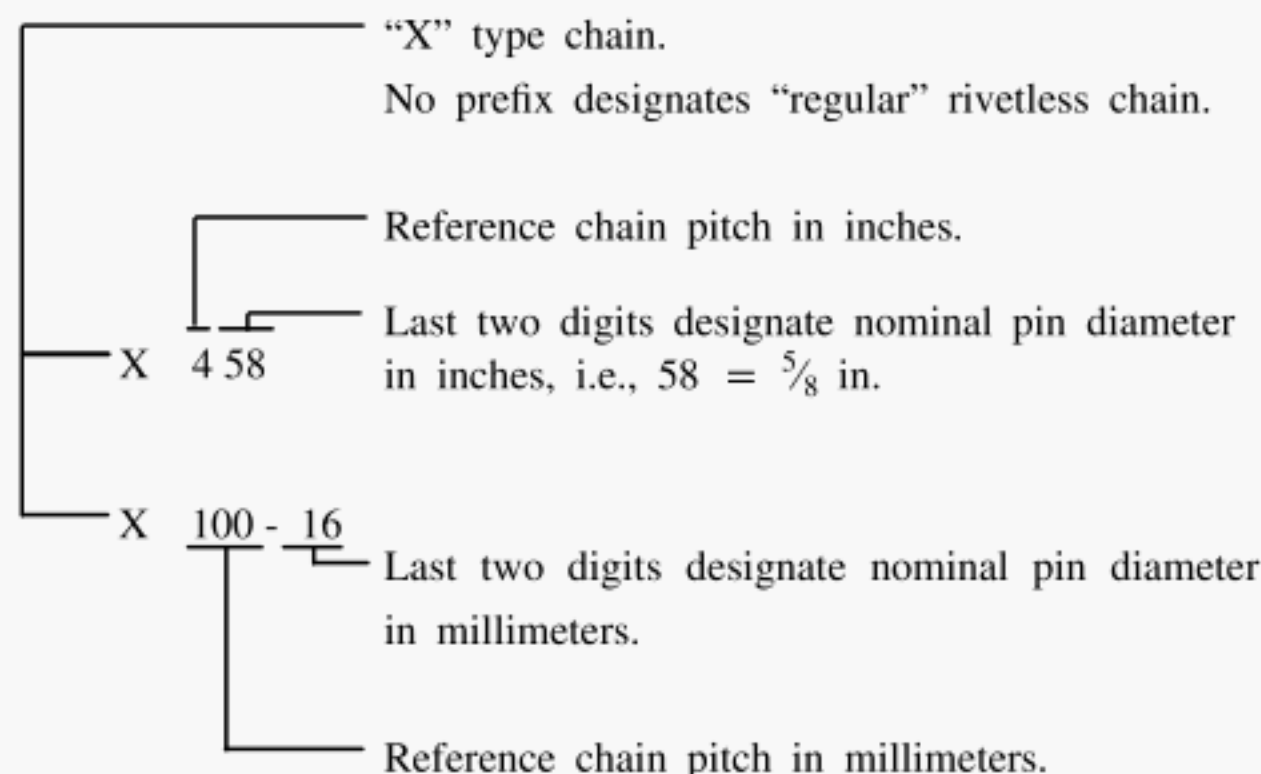 “X” type chain.
No prefix designates “regular” rivetless chain.
Reference chain pitch in inches.
Last two digits designate nominal pin diameter
X 4 58
in inches, i.e., 58 = ⅝ in.
X 100 - 16
Last two digits designate nominal pin diameter
in millimeters.
Reference chain pitch in millimeters.